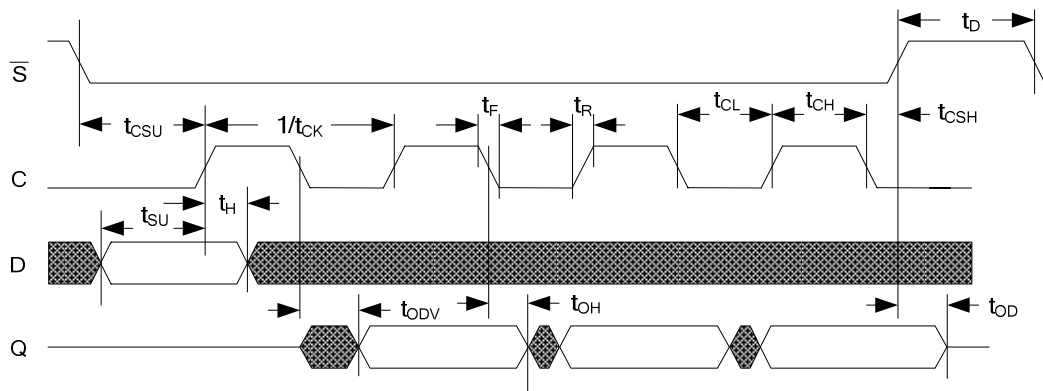 t_D
S̅
t_CSU 1/t_CK t_F t_R t_CL t_CH t_CSH
C
t_SU t_H
D
t_ODV t_OH t_OD
Q